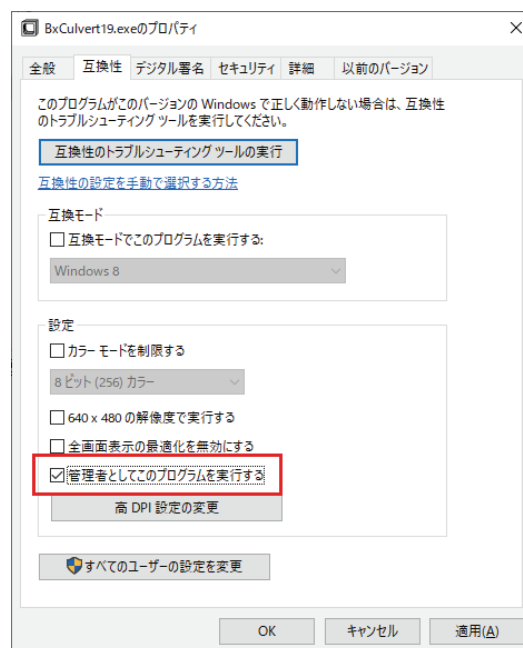 BxCulvert19.exeのプロパティ
全般 互換性 デジタル署名 セキュリティ 詳細 以前のバージョン
このプログラムがこのバージョンの Windows で正しく動作しない場合は、互換性
のトラブルシューティング ツールを実行してください。
互換性のトラブルシューティング ツールの実行
互換性の設定を手動で選択する方法
互換モード
互換モードでこのプログラムを実行する:
Windows 8
設定
カラー モードを制限する
8 ビット (256) カラー
640 x 480 の解像度で実行する
全画面表示の最適化を無効にする
管理者としてこのプログラムを実行する
高 DPI 設定の変更
すべてのユーザーの設定を変更
OK キャンセル 適用(A)